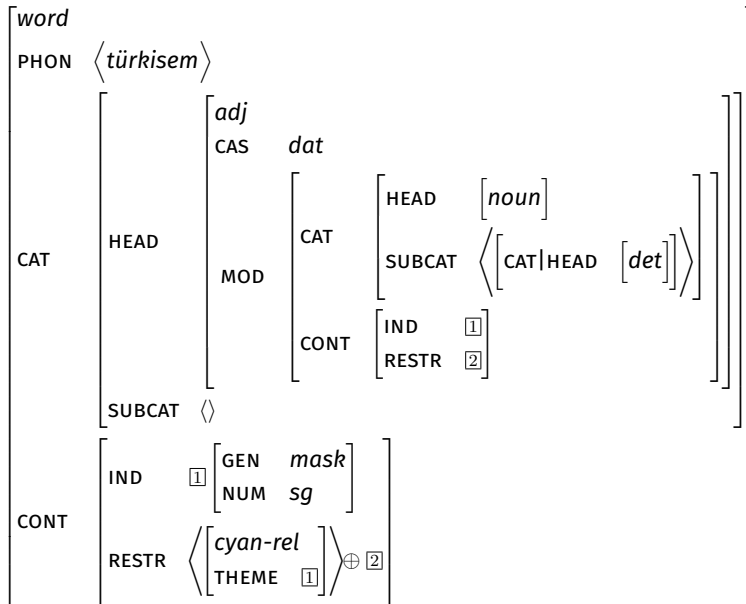 word
PHON ⟨türkisem⟩
adj
CAS dat
HEAD [noun]
CAT
SUBCAT ⟨[CAT|HEAD [det]]⟩
HEAD
CAT
MOD
IND 1
CONT
RESTR 2
SUBCAT ⟨⟩
GEN mask
IND 1
NUM sg
CONT
cyan-rel
RESTR ⊕ 2
THEME 1